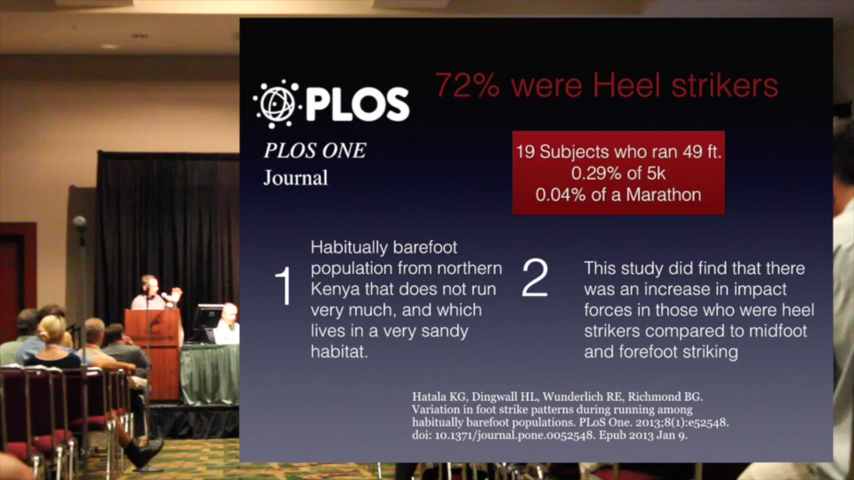 72% were Heel strikers
PLOS
PLOS ONE
Journal
19 Subjects who ran 49 ft.
0.29% of 5k
0.04% of a Marathon
1
Habitually barefoot
population from northern
Kenya that does not run
very much, and which
lives in a very sandy
habitat.
2
This study did find that there
was an increase in impact
forces in those who were heel
strikers compared to midfoot
and forefoot striking
Hatala KG, Dingwall HL, Wunderlich RE, Richmond BG.
Variation in foot strike patterns during running among
habitually barefoot populations. PLoS One. 2013;8(1):e52548.
doi: 10.1371/journal.pone.0052548. Epub 2013 Jan 9.